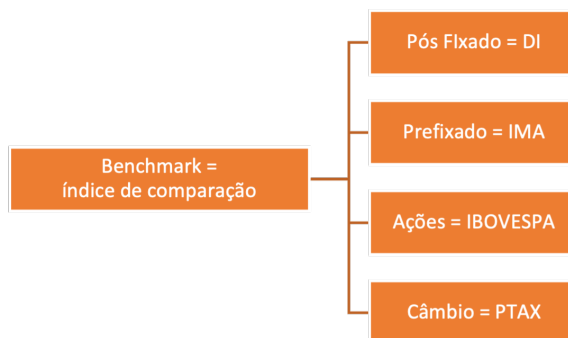 Benchmark =
índice de comparação
Pós FIxado = DI
Prefixado = IMA
Ações = IBOVESPA
Câmbio = PTAX